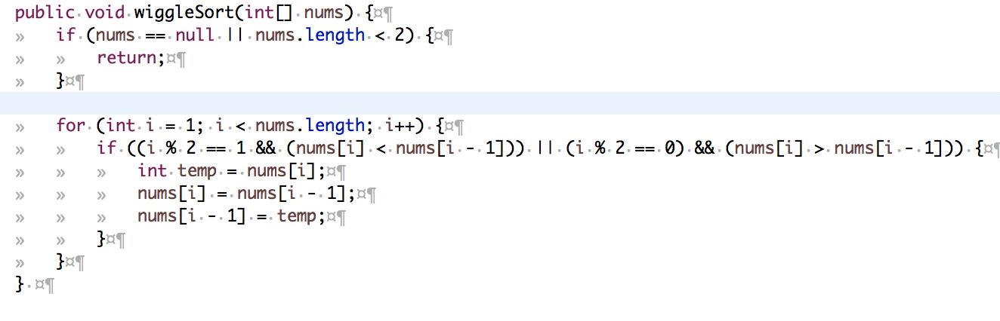 public·void·wiggleSort(int[]·nums)·{¤¶
»	if·(nums·==·null·||·nums.length·<·2)·{¤¶
»	»	return;¤¶
»	}¤¶
»	for·(int·i·=·1;·i·<·nums.length;·i++)·{¤¶
»	»	if·((i·%·2·==·1·&&·(nums[i]·<·nums[i·-·1]))·||·(i·%·2·==·0)·&&·(nums[i]·>·nums[i·-·1]))·{¤¶
»	»	»	int·temp·=·nums[i];¤¶
»	»	»	nums[i]·=·nums[i·-·1];¤¶
»	»	»	nums[i·-·1]·=·temp;¤¶
»	»	}¤¶
»	}¤¶
}·¤¶